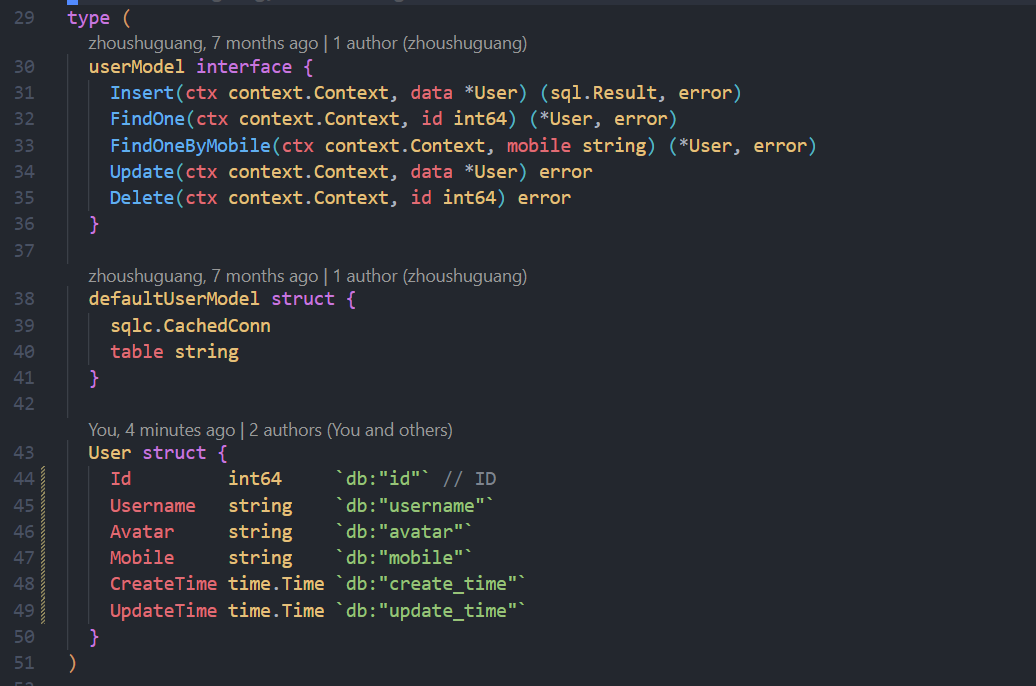 29 type (
zhoushuguang, 7 months ago | 1 author (zhoushuguang)
30 userModel interface {
31 Insert(ctx context.Context, data *User) (sql.Result, error)
32 FindOne(ctx context.Context, id int64) (*User, error)
33 FindOneByMobile(ctx context.Context, mobile string) (*User, error)
34 Update(ctx context.Context, data *User) error
35 Delete(ctx context.Context, id int64) error
36 }
37
zhoushuguang, 7 months ago | 1 author (zhoushuguang)
38 defaultUserModel struct {
39 sqlc.CachedConn
40 table string
41 }
42
You, 4 minutes ago | 2 authors (You and others)
43 User struct {
44 Id int64 `db:"id"` // ID
45 Username string `db:"username"`
46 Avatar string `db:"avatar"`
47 Mobile string `db:"mobile"`
48 CreateTime time.Time `db:"create_time"`
49 UpdateTime time.Time `db:"update_time"`
50 }
51 )